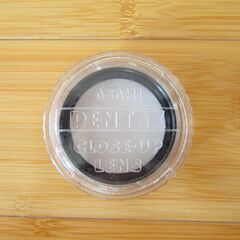 ASAHI
PENTAX
CLOSE-UP
LENS